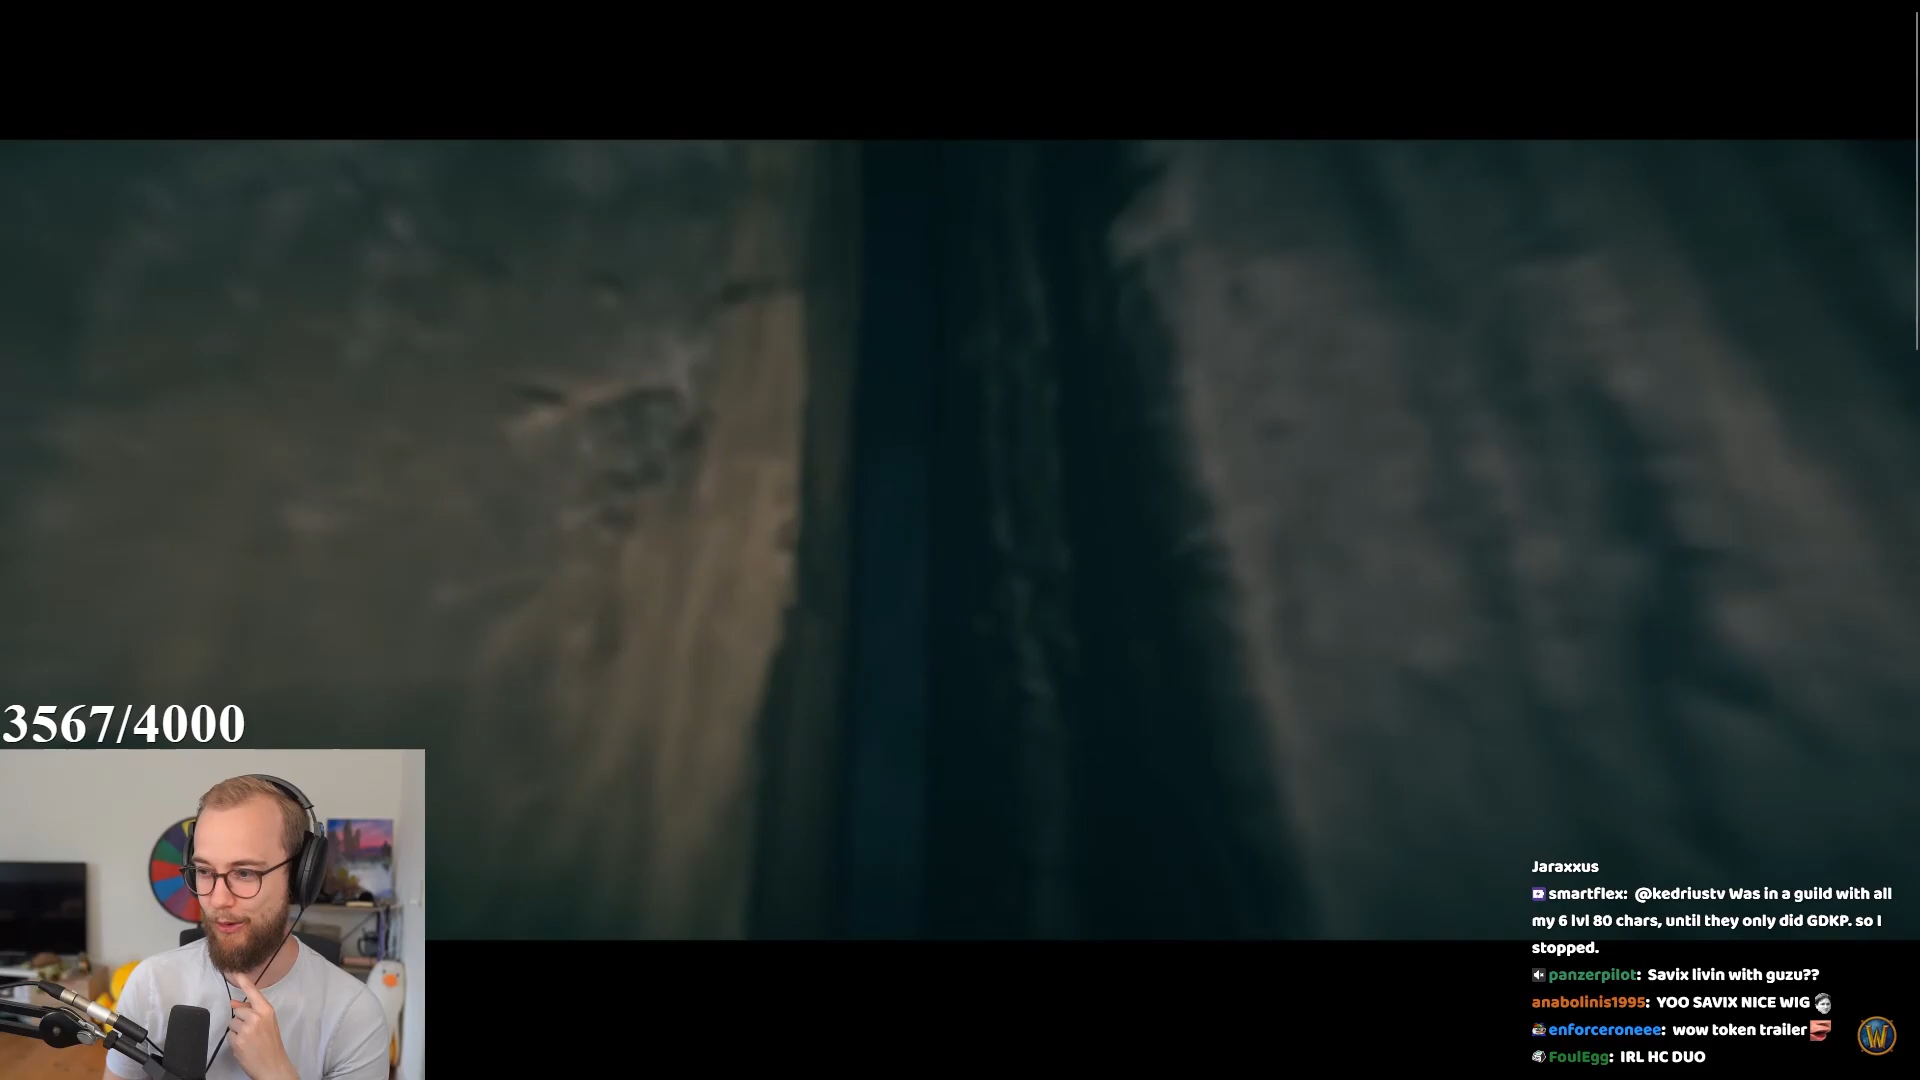 3567/4000
Jaraxxus
smartflex: @kedriustv Was in a guild with all
my 6 lvl 80 chars, until they only did GDKP. so I
stopped.
panzerpilot: Savix livin with guzu??
anabolinis1995: YOO SAVIX NICE WIG
enforceroneee: wow token trailer
FoulEgg: IRL HC DUO
W